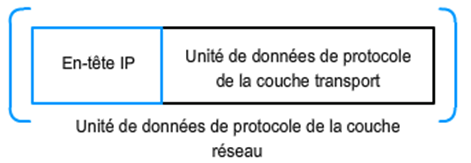 En-tête IP
Unité de données de protocole
de la couche transport
Unité de données de protocole de la couche
réseau